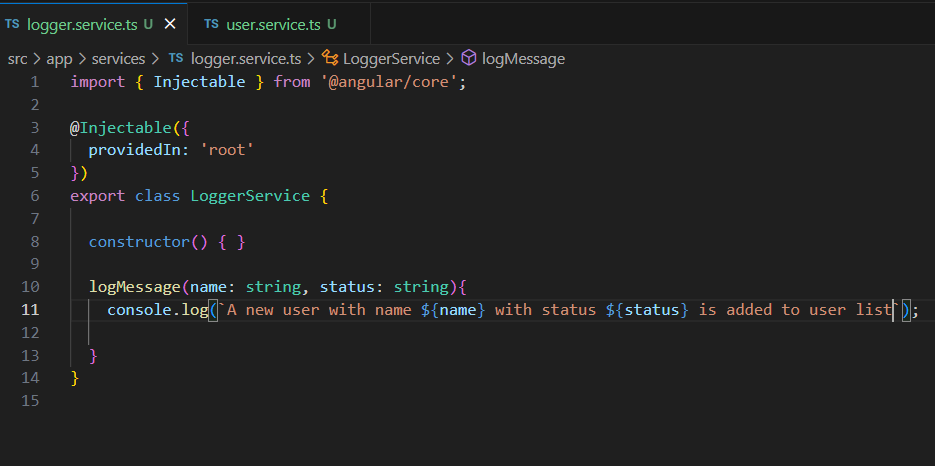 TS logger.service.ts U × TS user.service.ts U
src > app > services > TS logger.service.ts > LoggerService > logMessage
1 import { Injectable } from '@angular/core';
2
3 @Injectable({
4   providedIn: 'root'
5 })
6 export class LoggerService {
7
8   constructor() { }
9
10   logMessage(name: string, status: string){
11     console.log(`A new user with name ${name} with status ${status} is added to user list`);
12
13   }
14 }
15